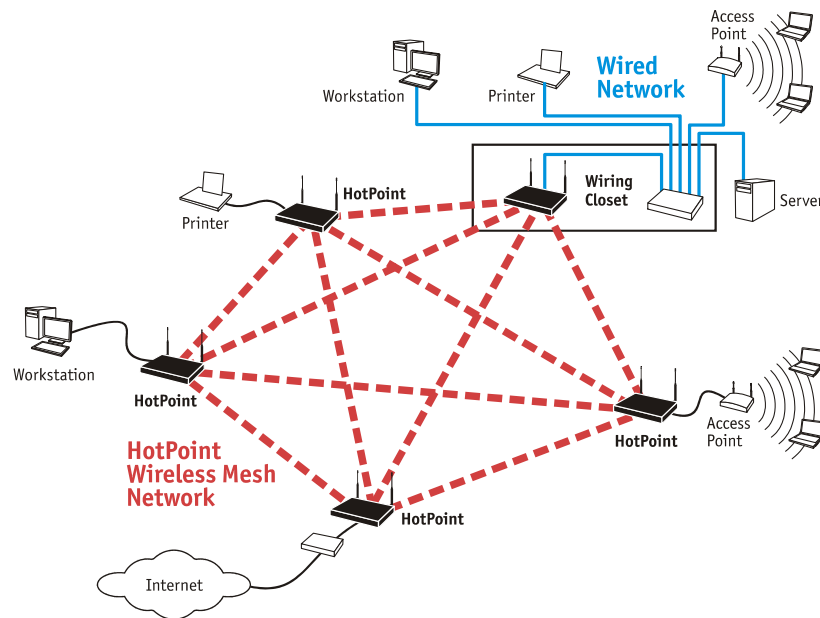 Access
Point
Wired
Network
Workstation
Printer
Wiring
Closet
Server
HotPoint
Printer
Workstation
HotPoint
HotPoint
Access
Point
HotPoint
Wireless Mesh
Network
HotPoint
Internet